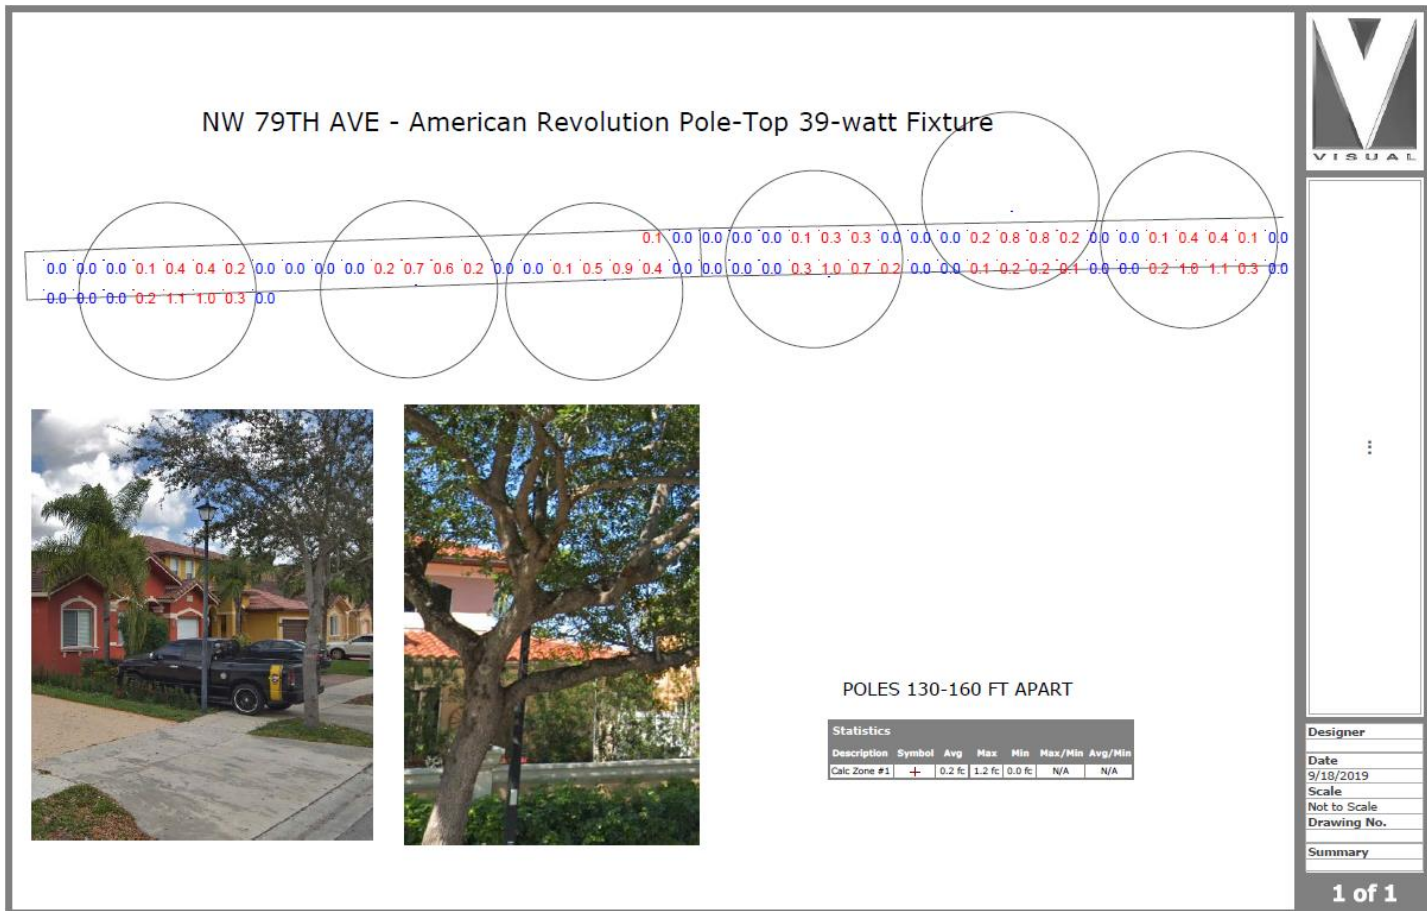 NW 79TH AVE - American Revolution Pole-Top 39-watt Fixture
0.1 0.0 0.0 0.0 0.0 0.1 0.3 0.3 0.0 0.0 0.0 0.2 0.8 0.8 0.2 0.0 0.0 0.1 0.4 0.4 0.1 0.0
0.0 0.0 0.0 0.1 0.4 0.4 0.2 0.0 0.0 0.0 0.0 0.2 0.7 0.6 0.2 0.0 0.0 0.1 0.5 0.9 0.4 0.0 0.0 0.0 0.0 0.3 1.0 0.7 0.2 0.0 0.0 0.1 0.2 0.2 0.1 0.0 0.0 0.2 1.0 1.1 0.3 0.0
0.0 0.0 0.0 0.2 1.1 1.0 0.3 0.0
POLES 130-160 FT APART
Statistics
Description Symbol Avg Max Min Max/Min Avg/Min
Calc Zone #1 + 0.2 fc 1.2 fc 0.0 fc N/A N/A
VISUAL
Designer
Date
9/18/2019
Scale
Not to Scale
Drawing No.
Summary
1 of 1